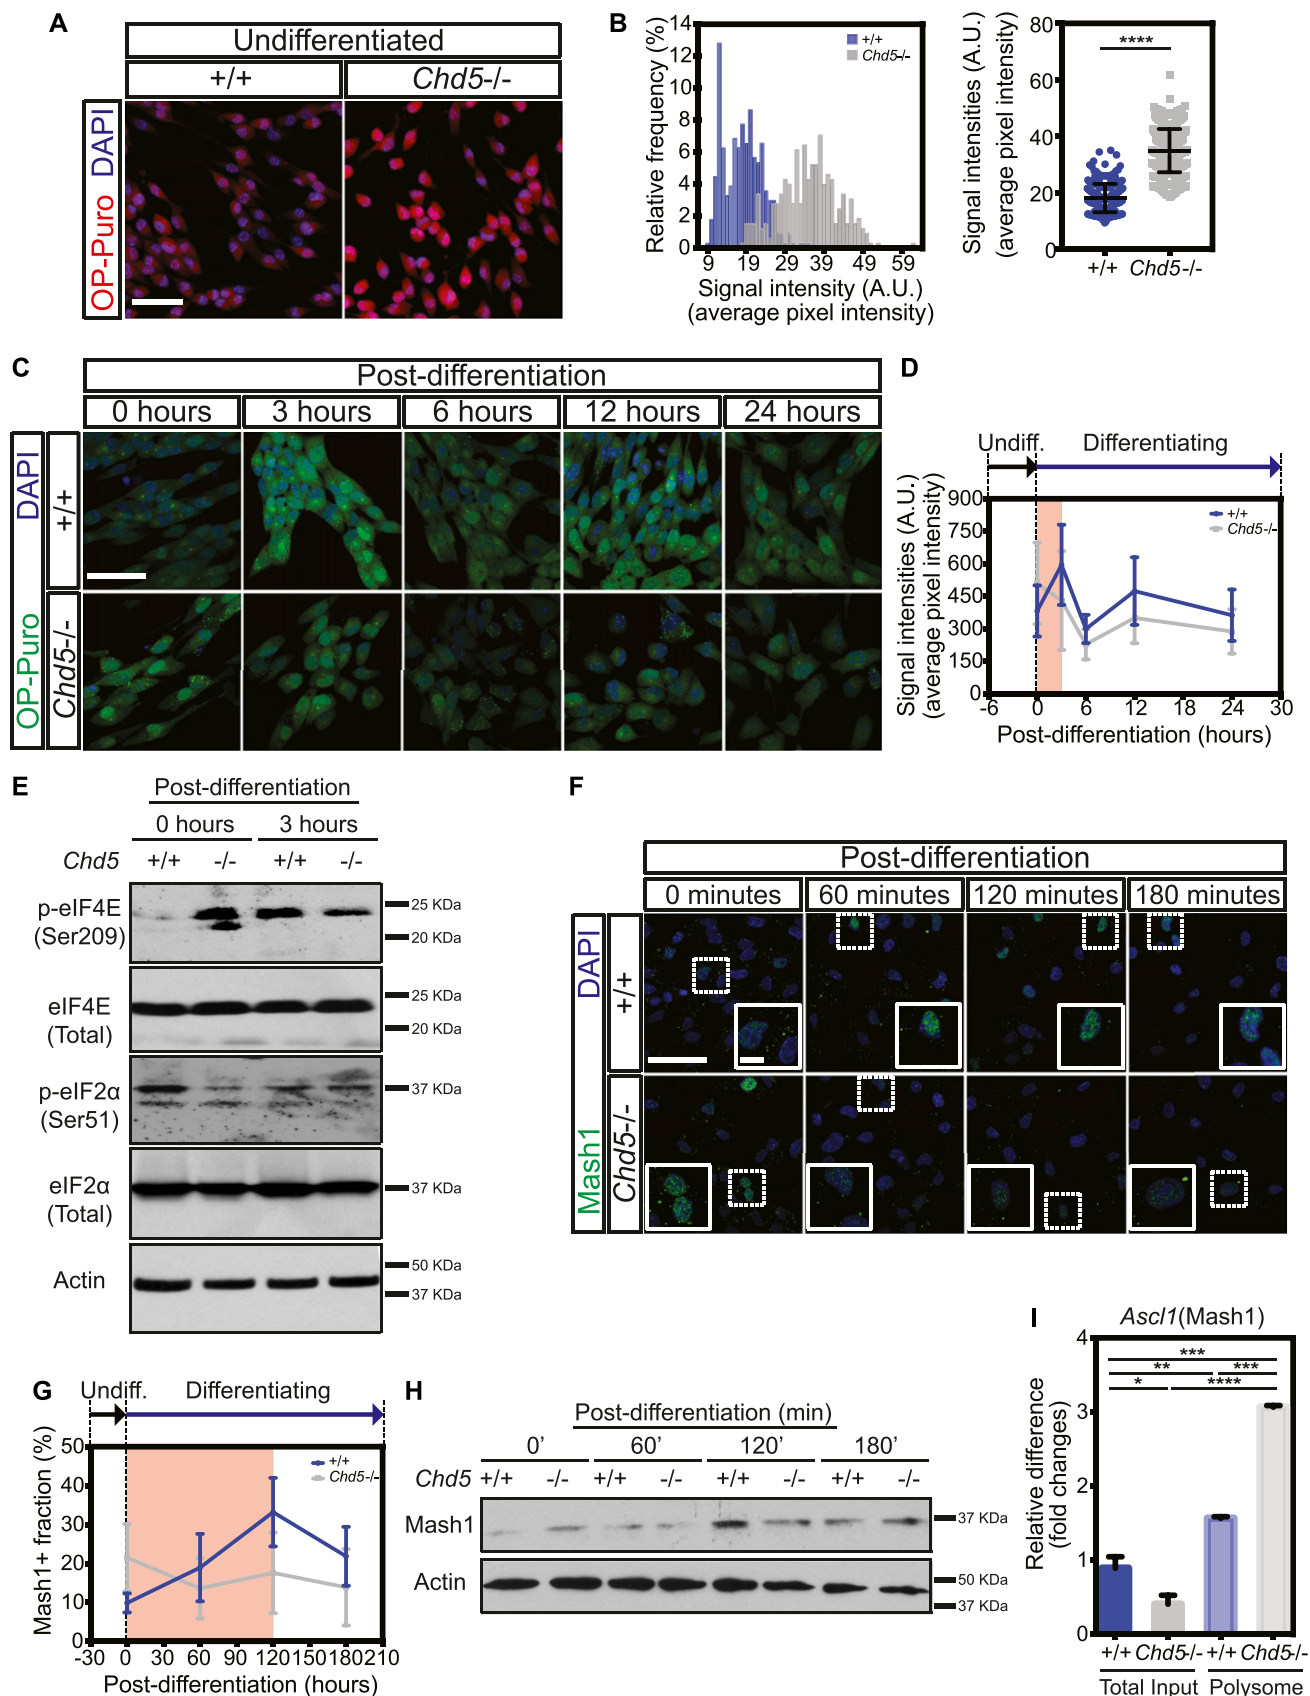 A
Undifferentiated
+/+
Chd5-/-
OP-Puro DAPI
B
Relative frequency (%)
14
12
10
8
6
4
2
0
+/+
Chd5-/-
9 19 29 39 49 59
Signal intensity (A.U.)
(average pixel intensity)
Signal intensities (A.U.)
(average pixel intensity)
80
60
40
20
0
****
+/+ Chd5-/-
C
Post-differentiation
0 hours 3 hours 6 hours 12 hours 24 hours
OP-Puro DAPI
+/+
Chd5-/-
D
Undiff. Differentiating
Signal intensities (A.U.)
(average pixel intensity)
900
750
600
450
300
150
0
+/+
Chd5-/-
-6 0 6 12 18 24 30
Post-differentiation (hours)
E
Post-differentiation
0 hours 3 hours
Chd5 +/+ -/- +/+ -/-
p-eIF4E
(Ser209)
25 KDa
20 KDa
eIF4E
(Total)
25 KDa
20 KDa
p-eIF2α
(Ser51)
37 KDa
eIF2α
(Total)
37 KDa
Actin
50 KDa
37 KDa
F
Post-differentiation
0 minutes 60 minutes 120 minutes 180 minutes
Mash1 DAPI
+/+
Chd5-/-
G
Undiff. Differentiating
Mash1+ fraction (%)
50
40
30
20
10
0
+/+
Chd5-/-
-30 0 30 60 90 120 150 180 210
Post-differentiation (hours)
H
Post-differentiation (min)
0’ 60’ 120’ 180’
Chd5 +/+ -/- +/+ -/- +/+ -/- +/+ -/-
Mash1
37 KDa
Actin
50 KDa
37 KDa
I
Ascl1(Mash1)
Relative difference
(fold changes)
4
3
2
1
0
***
** ***
* ****
+/+ Chd5-/- +/+ Chd5-/-
Total Input Polysome